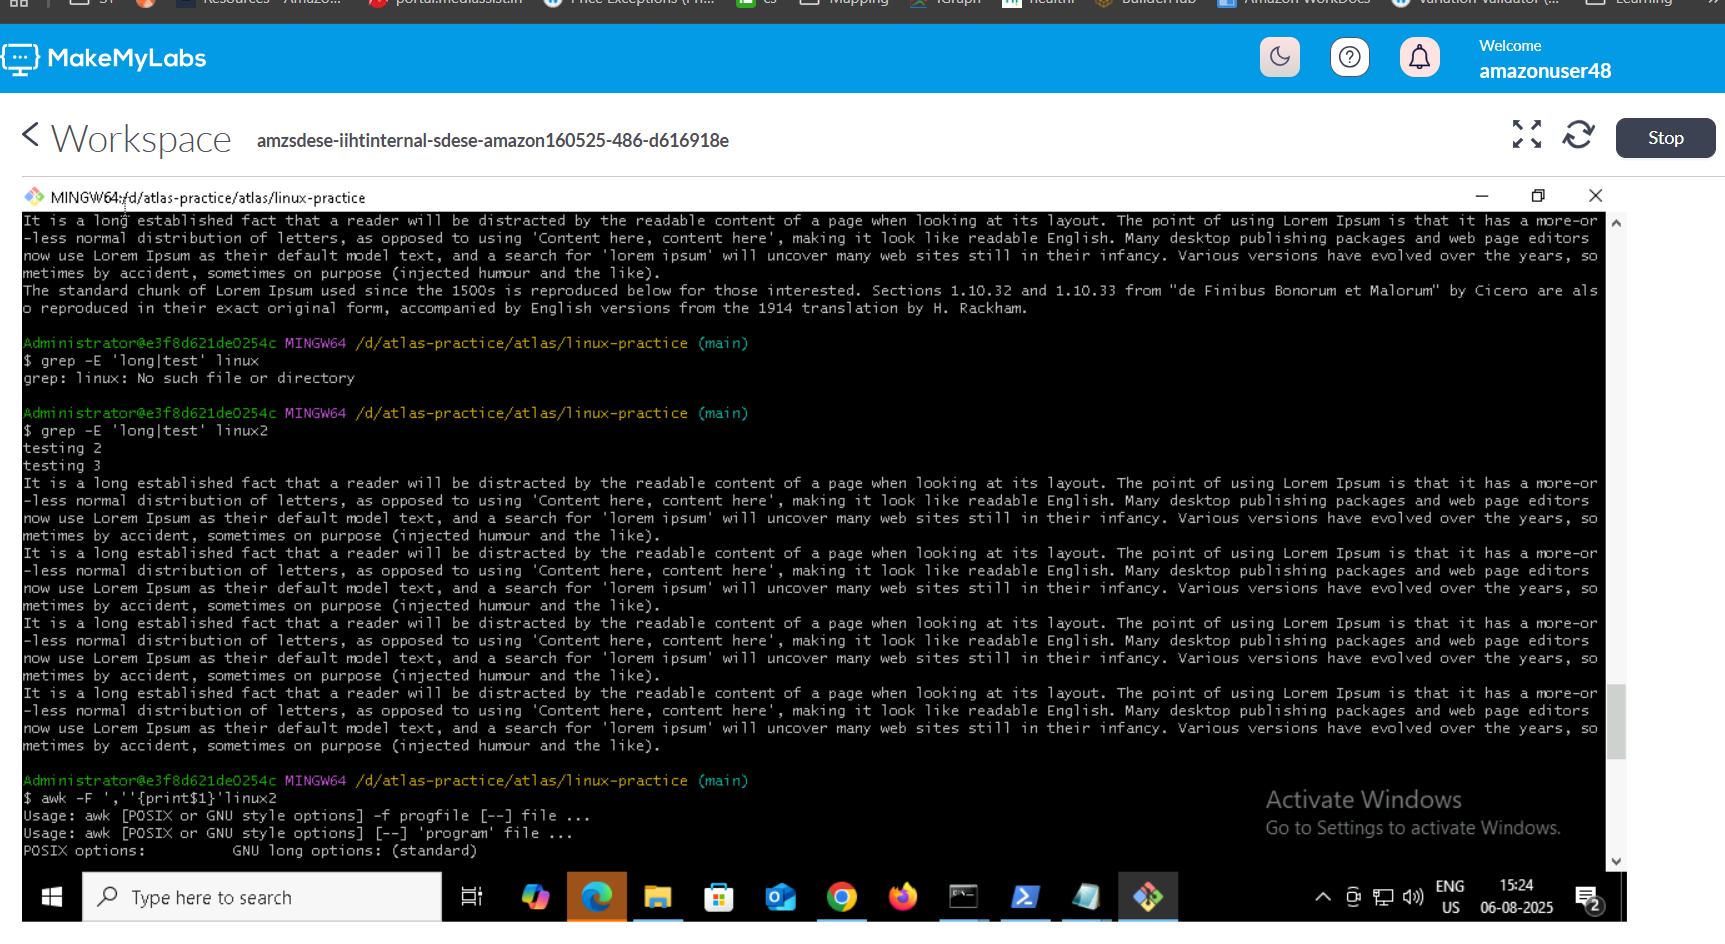 Mapping
Learning
MakeMyLabs
Welcome
amazonuser48
Workspace
amzsdese-iihtinternal-sdese-amazon160525-486-d616918e
Stop
MINGW64:/d/atlas-practice/atlas/linux-practice
It is a long established fact that a reader will be distracted by the readable content of a page when looking at its layout. The point of using Lorem Ipsum is that it has a more-or
-less normal distribution of letters, as opposed to using 'Content here, content here', making it look like readable English. Many desktop publishing packages and web page editors
now use Lorem Ipsum as their default model text, and a search for 'lorem ipsum' will uncover many web sites still in their infancy. Various versions have evolved over the years, so
metimes by accident, sometimes on purpose (injected humour and the like).
The standard chunk of Lorem Ipsum used since the 1500s is reproduced below for those interested. Sections 1.10.32 and 1.10.33 from "de Finibus Bonorum et Malorum" by Cicero are als
o reproduced in their exact original form, accompanied by English versions from the 1914 translation by H. Rackham.
Administrator@e3f8d621de0254c MINGW64 /d/atlas-practice/atlas/linux-practice (main)
$ grep -E 'long|test' linux
grep: linux: No such file or directory
Administrator@e3f8d621de0254c MINGW64 /d/atlas-practice/atlas/linux-practice (main)
$ grep -E 'long|test' linux2
testing 2
testing 3
It is a long established fact that a reader will be distracted by the readable content of a page when looking at its layout. The point of using Lorem Ipsum is that it has a more-or
-less normal distribution of letters, as opposed to using 'Content here, content here', making it look like readable English. Many desktop publishing packages and web page editors
now use Lorem Ipsum as their default model text, and a search for 'lorem ipsum' will uncover many web sites still in their infancy. Various versions have evolved over the years, so
metimes by accident, sometimes on purpose (injected humour and the like).
It is a long established fact that a reader will be distracted by the readable content of a page when looking at its layout. The point of using Lorem Ipsum is that it has a more-or
-less normal distribution of letters, as opposed to using 'Content here, content here', making it look like readable English. Many desktop publishing packages and web page editors
now use Lorem Ipsum as their default model text, and a search for 'lorem ipsum' will uncover many web sites still in their infancy. Various versions have evolved over the years, so
metimes by accident, sometimes on purpose (injected humour and the like).
It is a long established fact that a reader will be distracted by the readable content of a page when looking at its layout. The point of using Lorem Ipsum is that it has a more-or
-less normal distribution of letters, as opposed to using 'Content here, content here', making it look like readable English. Many desktop publishing packages and web page editors
now use Lorem Ipsum as their default model text, and a search for 'lorem ipsum' will uncover many web sites still in their infancy. Various versions have evolved over the years, so
metimes by accident, sometimes on purpose (injected humour and the like).
It is a long established fact that a reader will be distracted by the readable content of a page when looking at its layout. The point of using Lorem Ipsum is that it has a more-or
-less normal distribution of letters, as opposed to using 'Content here, content here', making it look like readable English. Many desktop publishing packages and web page editors
now use Lorem Ipsum as their default model text, and a search for 'lorem ipsum' will uncover many web sites still in their infancy. Various versions have evolved over the years, so
metimes by accident, sometimes on purpose (injected humour and the like).
Administrator@e3f8d621de0254c MINGW64 /d/atlas-practice/atlas/linux-practice (main)
$ awk -F ',''{print$1}'linux2
Usage: awk [POSIX or GNU style options] -f progfile [--] file ...
Usage: awk [POSIX or GNU style options] [--] 'program' file ...
POSIX options:          GNU long options: (standard)
Activate Windows
Go to Settings to activate Windows.
Type here to search
ENG
US
15:24
06-08-2025
2